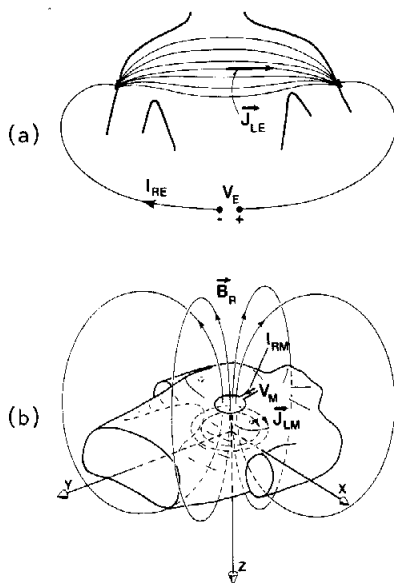 (a)
J_LE
I_RE
V_E
- +
B_R
I_RM
V_M
(b)
J_LM
Y
X
Z